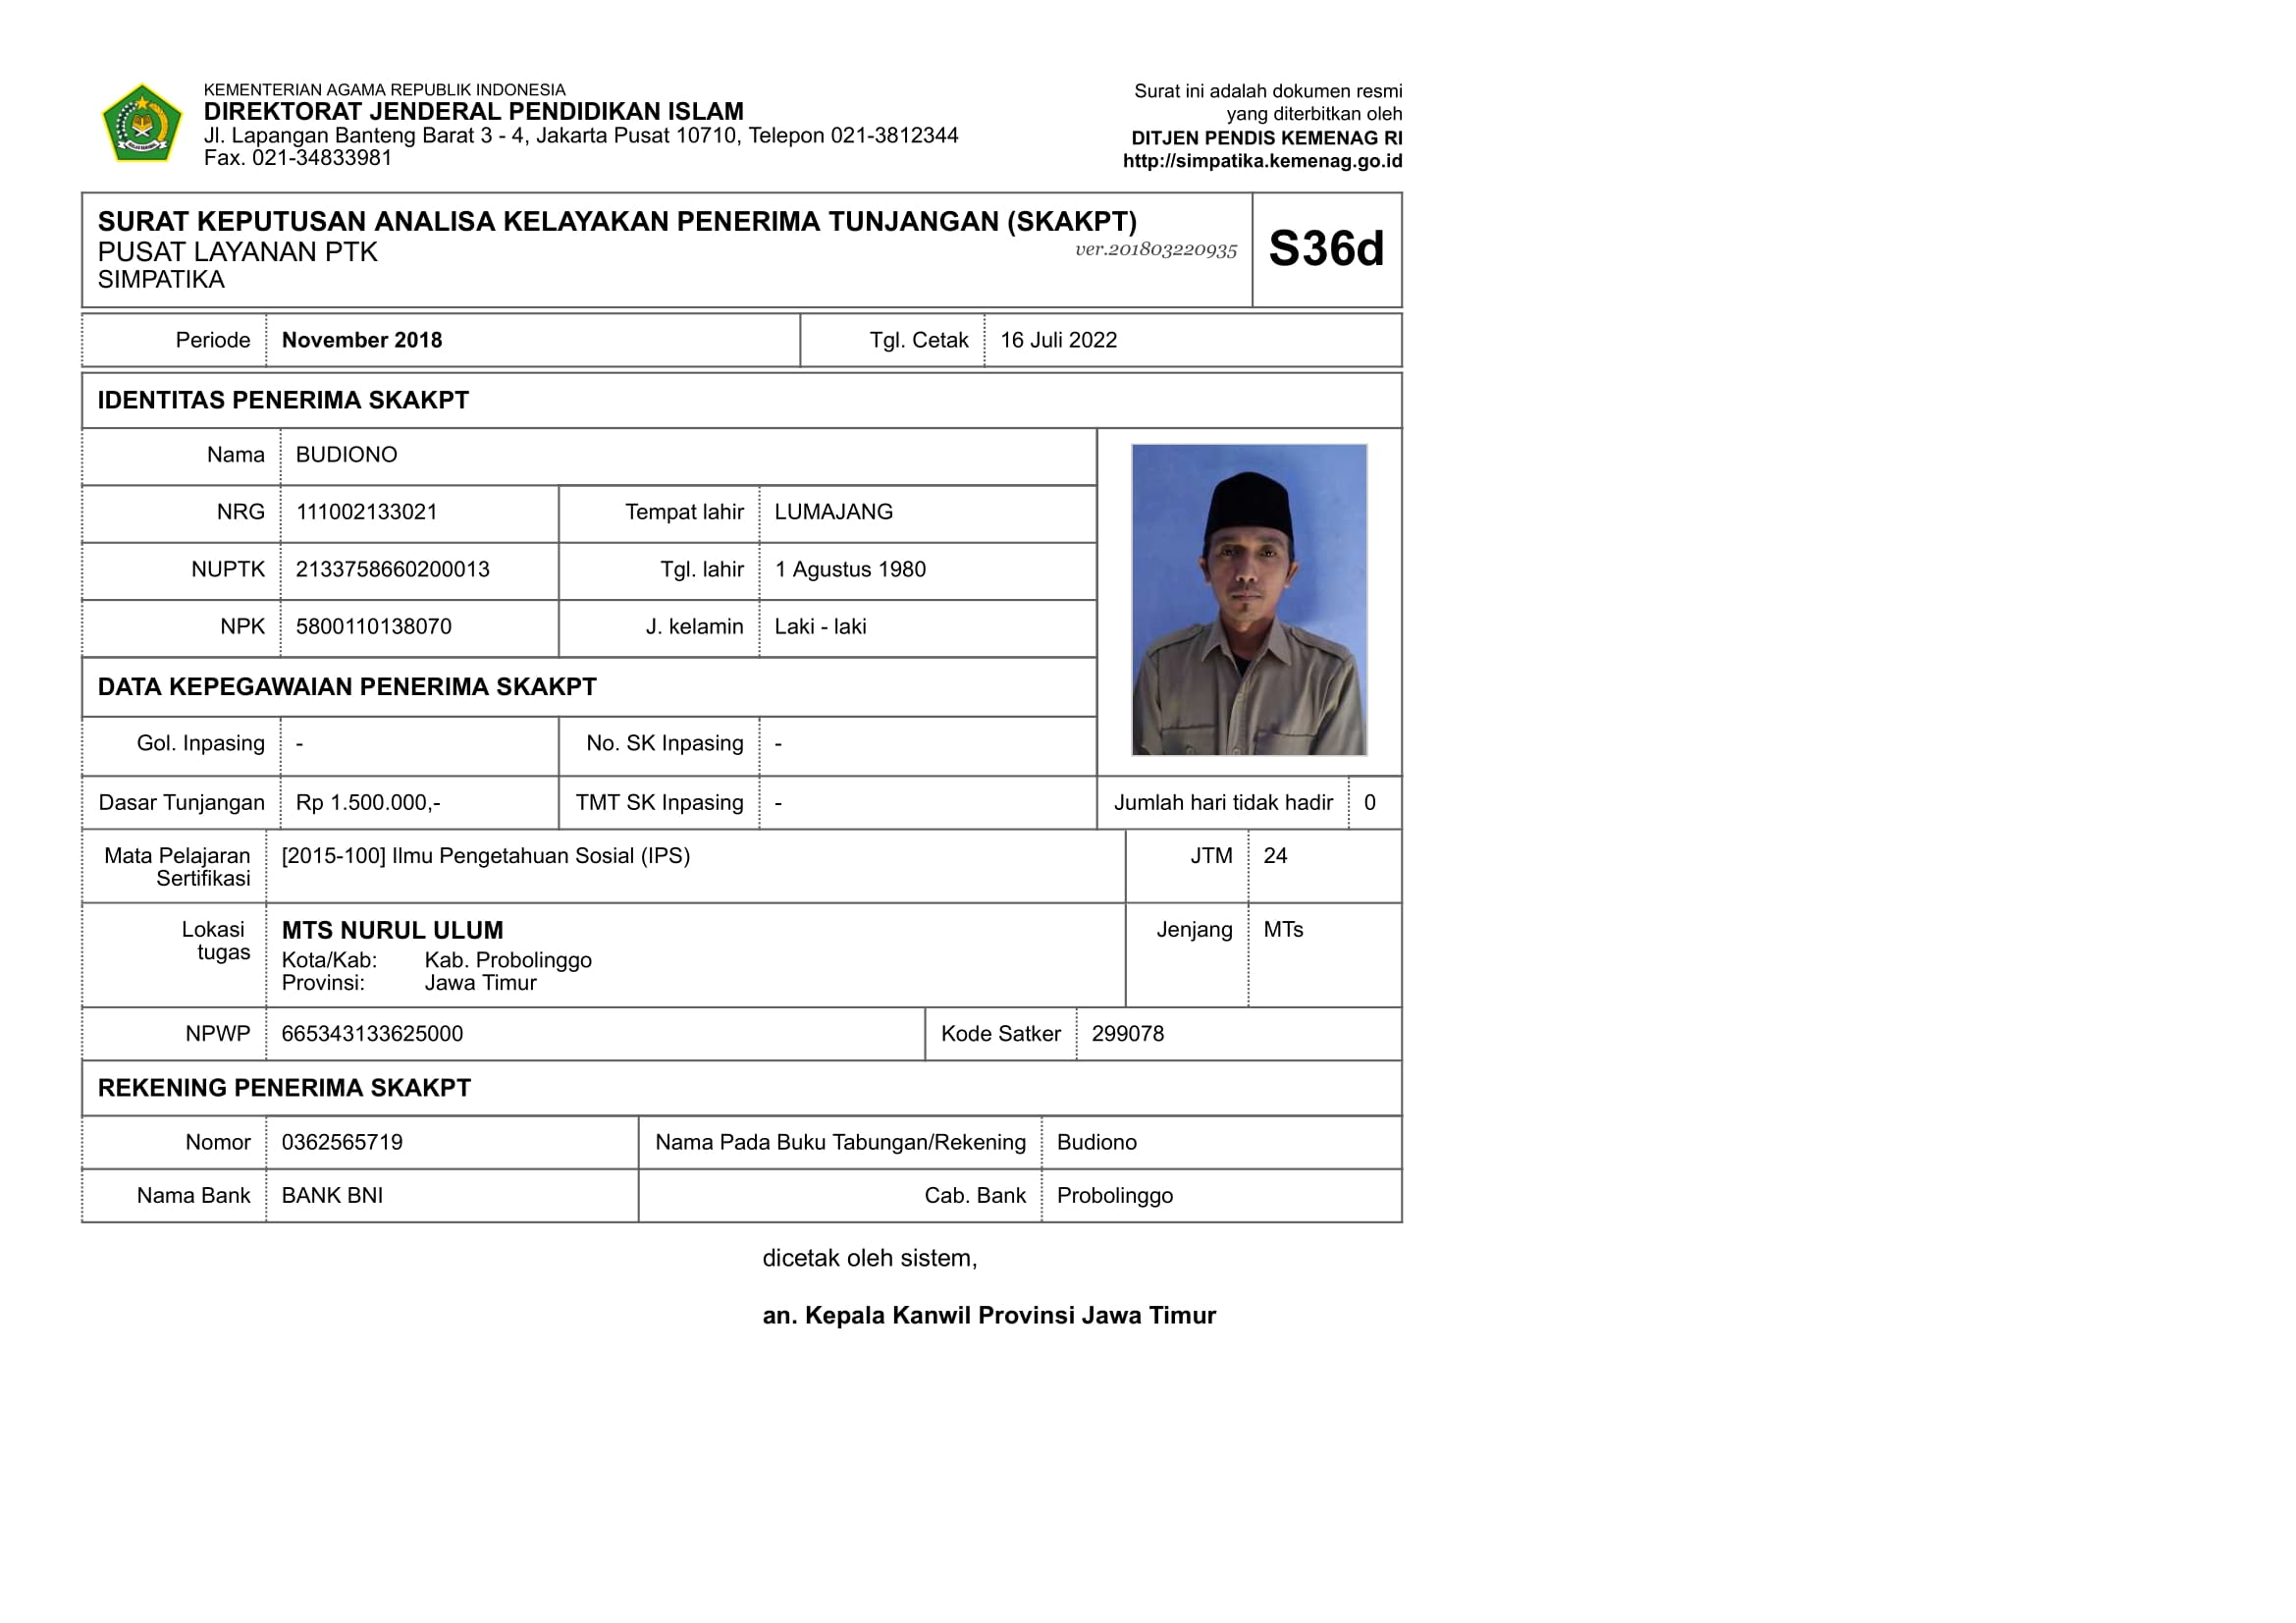 KEMENTERIAN AGAMA REPUBLIK INDONESIA
DIREKTORAT JENDERAL PENDIDIKAN ISLAM
Jl. Lapangan Banteng Barat 3 - 4, Jakarta Pusat 10710, Telepon 021-3812344
Fax. 021-34833981
Surat ini adalah dokumen resmi
yang diterbitkan oleh
DITJEN PENDIS KEMENAG RI
http://simpatika.kemenag.go.id
SURAT KEPUTUSAN ANALISA KELAYAKAN PENERIMA TUNJANGAN (SKAKPT)
PUSAT LAYANAN PTK
ver.201803220935
SIMPATIKA
S36d
Periode November 2018 Tgl. Cetak 16 Juli 2022
IDENTITAS PENERIMA SKAKPT
Nama BUDIONO
NRG 111002133021 Tempat lahir LUMAJANG
NUPTK 2133758660200013 Tgl. lahir 1 Agustus 1980
NPK 5800110138070 J. kelamin Laki - laki
DATA KEPEGAWAIAN PENERIMA SKAKPT
Gol. Inpasing - No. SK Inpasing -
Dasar Tunjangan Rp 1.500.000,- TMT SK Inpasing - Jumlah hari tidak hadir 0
Mata Pelajaran [2015-100] Ilmu Pengetahuan Sosial (IPS) JTM 24
Sertifikasi
Lokasi MTS NURUL ULUM Jenjang MTs
tugas
Kota/Kab: Kab. Probolinggo
Provinsi: Jawa Timur
NPWP 665343133625000 Kode Satker 299078
REKENING PENERIMA SKAKPT
Nomor 0362565719 Nama Pada Buku Tabungan/Rekening Budiono
Nama Bank BANK BNI Cab. Bank Probolinggo
dicetak oleh sistem,
an. Kepala Kanwil Provinsi Jawa Timur